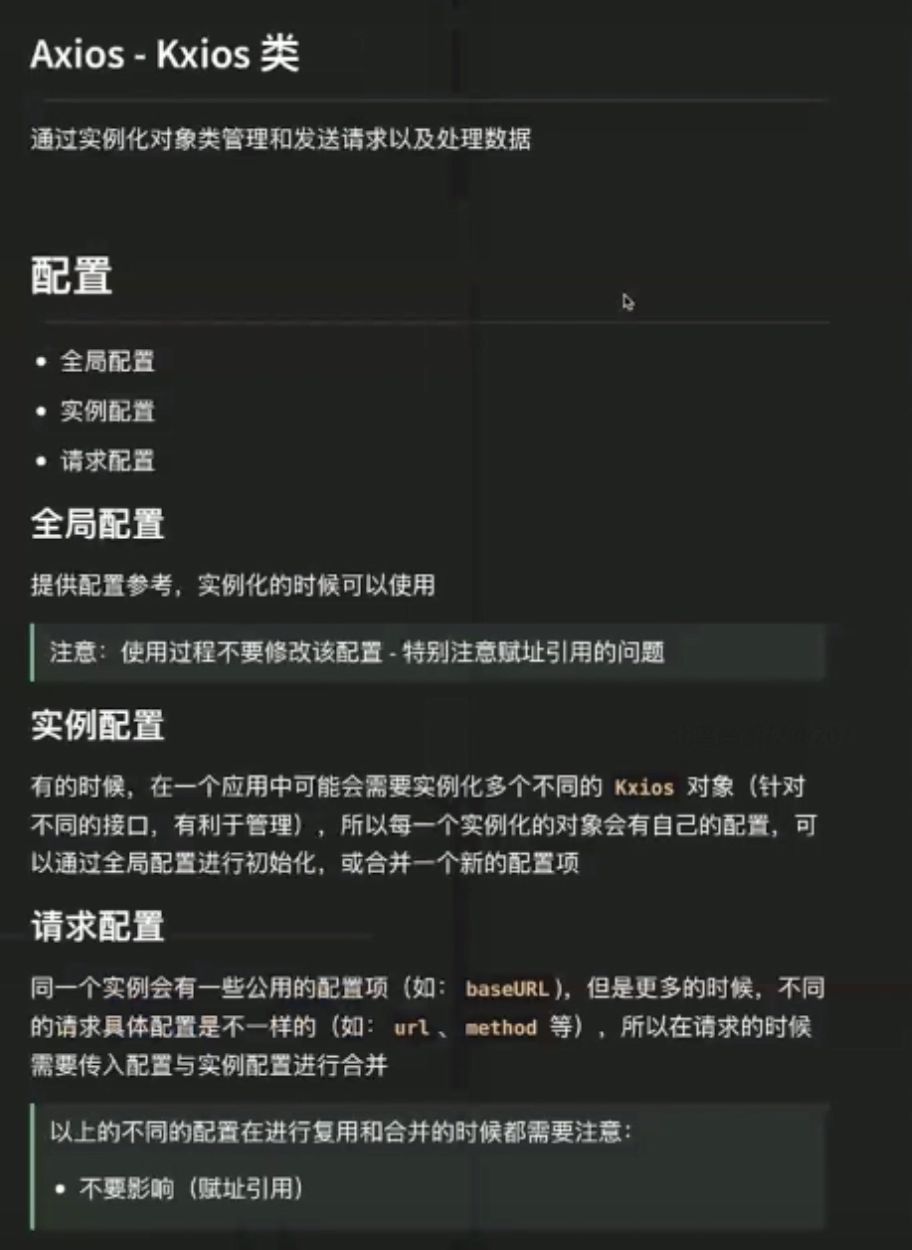 Axios - Kxios 类
通过实例化对象类管理和发送请求以及处理数据
配置
• 全局配置
• 实例配置
• 请求配置
全局配置
提供配置参考，实例化的时候可以使用
注意：使用过程不要修改该配置 - 特别注意赋址引用的问题
实例配置
有的时候，在一个应用中可能会需要实例化多个不同的 Kxios 对象（针对
不同的接口，有利于管理），所以每一个实例化的对象会有自己的配置，可
以通过全局配置进行初始化，或合并一个新的配置项
请求配置
同一个实例会有一些公用的配置项（如：baseURL），但是更多的时候，不同
的请求具体配置是不一样的（如：url、method 等），所以在请求的时候
需要传入配置与实例配置进行合并
以上的不同的配置在进行复用和合并的时候都需要注意：
• 不要影响（赋址引用）